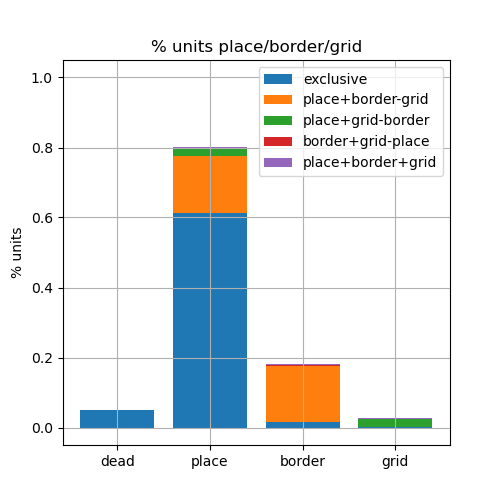 % units place/border/grid
exclusive
place+border-grid
place+grid-border
border+grid-place
place+border+grid
% units
1.0
0.8
0.6
0.4
0.2
0.0
dead place border grid